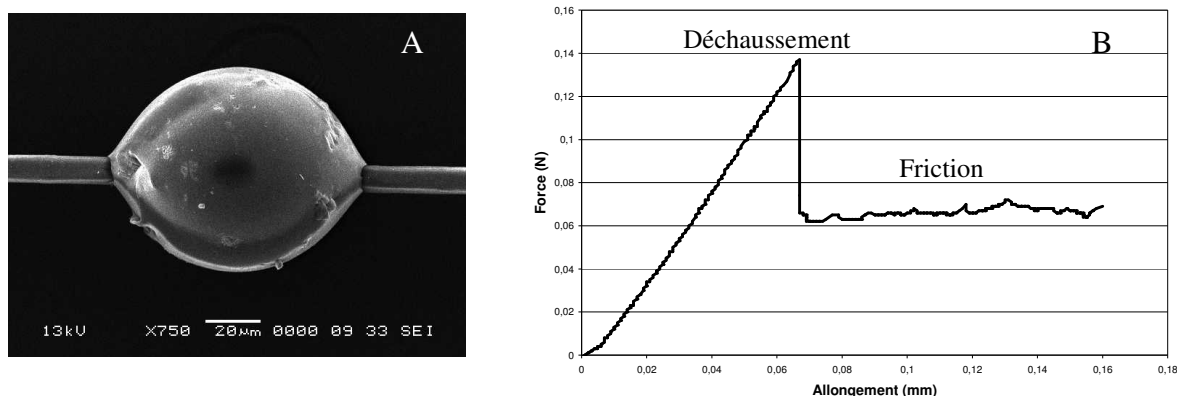 A
13kV X750 20µm 0000 09 33 SEI
B
Déchaussement
Friction
Force (N)
0,16
0,14
0,12
0,1
0,08
0,06
0,04
0,02
0
0 0,02 0,04 0,06 0,08 0,1 0,12 0,14 0,16 0,18
Allongement (mm)